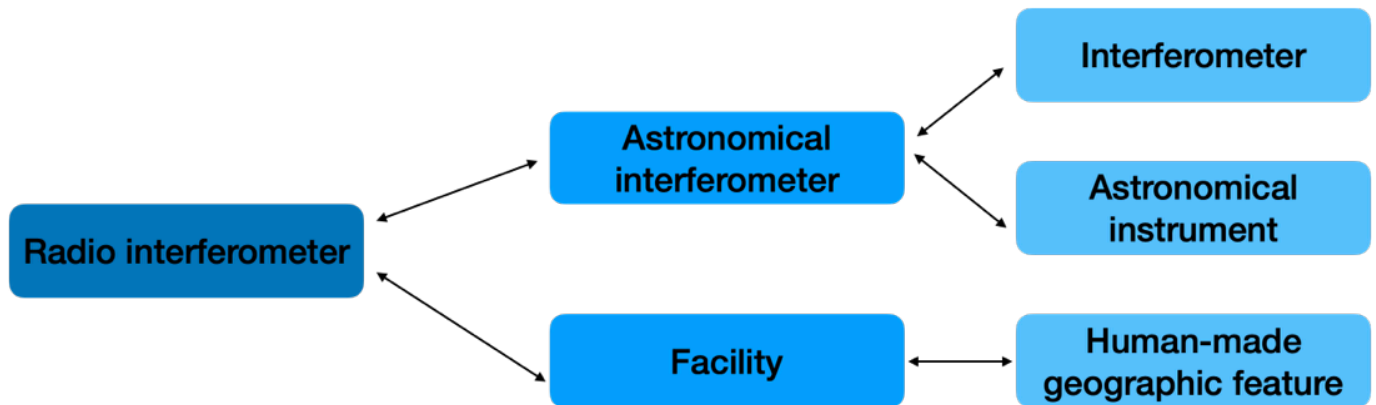 Radio interferometer
Astronomical
interferometer
Facility
Interferometer
Astronomical
instrument
Human-made
geographic feature